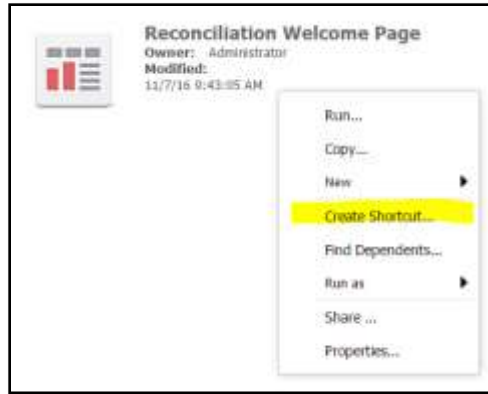 Reconciliation Welcome Page
Owner: Administrator
Modified:
11/7/16 9:43:05 AM
Run...
Copy...
New
Create Shortcut...
Find Dependents...
Run as
Share ...
Properties...